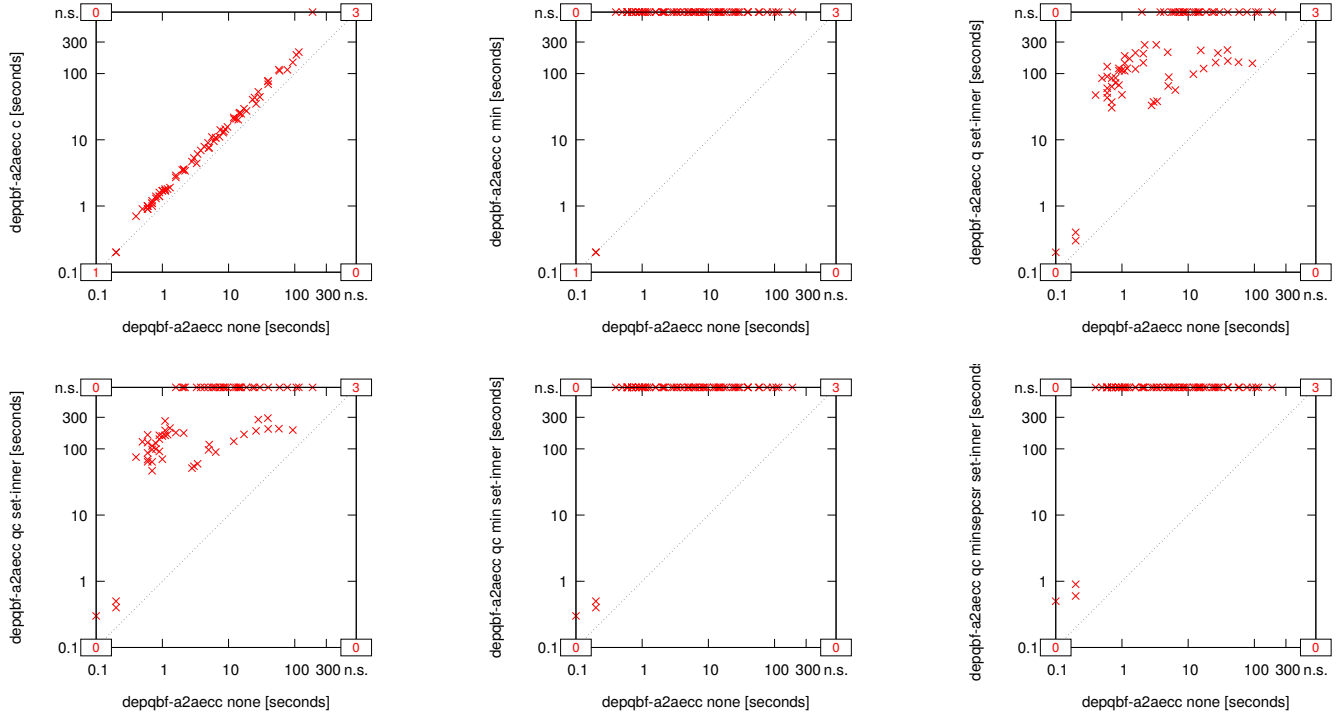 0
3
n.s.
300
100
10
1
0.1
1
0
0.1 1 10 100 300 n.s.
depqbf-a2aecc none [seconds]
depqbf-a2aecc c [seconds]
0
3
n.s.
300
100
10
1
0.1
1
0
0.1 1 10 100 300 n.s.
depqbf-a2aecc none [seconds]
depqbf-a2aecc c min [seconds]
0
3
n.s.
300
100
10
1
0.1
0
0
0.1 1 10 100 300 n.s.
depqbf-a2aecc none [seconds]
depqbf-a2aecc q set-inner [seconds]
0
3
n.s.
300
100
10
1
0.1
0
0
0.1 1 10 100 300 n.s.
depqbf-a2aecc none [seconds]
depqbf-a2aecc qc set-inner [seconds]
0
3
n.s.
300
100
10
1
0.1
0
0
0.1 1 10 100 300 n.s.
depqbf-a2aecc none [seconds]
depqbf-a2aecc qc min set-inner [seconds]
0
3
n.s.
300
100
10
1
0.1
0
0
0.1 1 10 100 300 n.s.
depqbf-a2aecc none [seconds]
depqbf-a2aecc qc minsepcsr set-inner [second